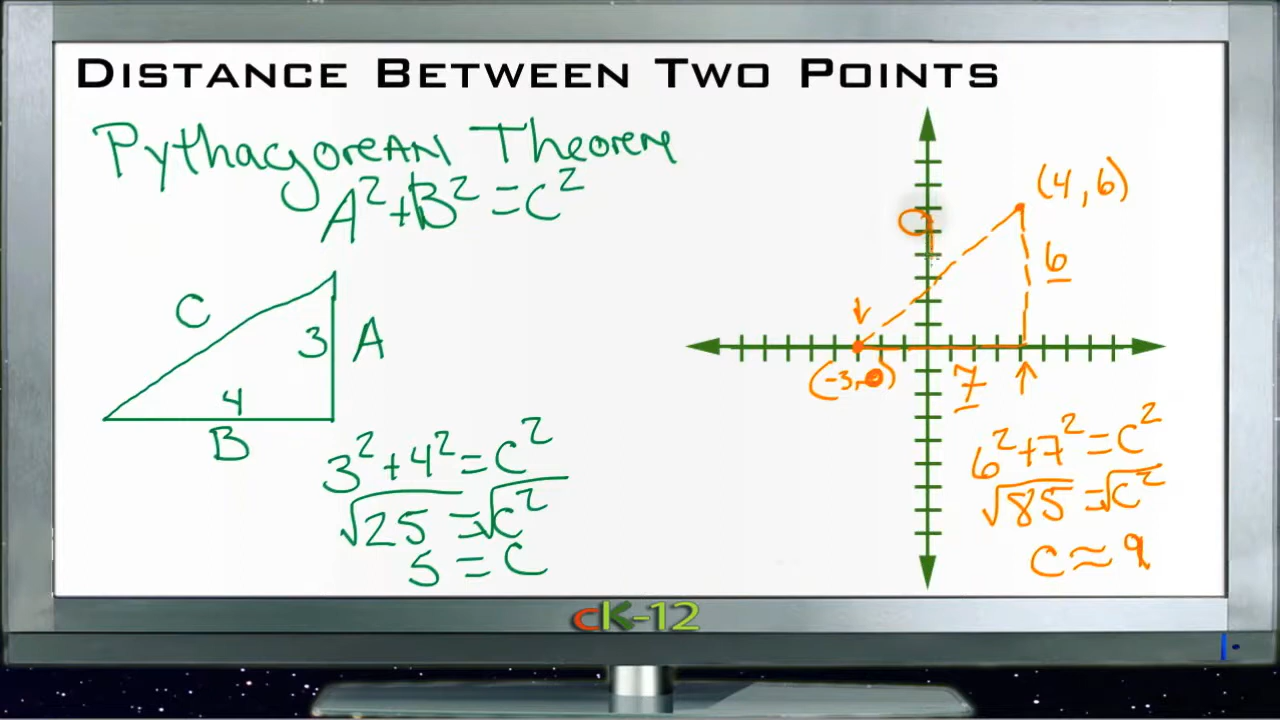 DISTANCE BETWEEN TWO POINTS
Pythagorean Theorem
A²+B²=C²
C
3
A
4
B
3²+4²=C²
√25=√C²
5=C
9
(4,6)
6
(-3,0)
7
6²+7²=C²
√85=√C²
C≈9
cK-12